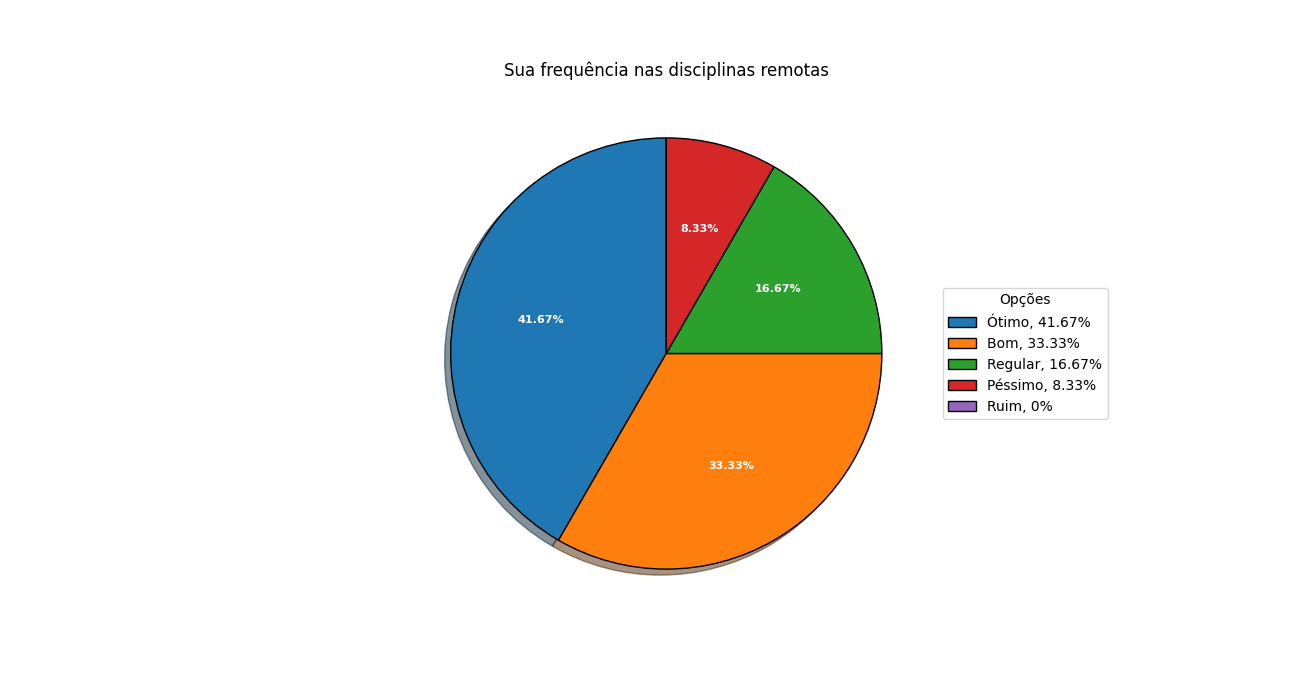 Sua frequência nas disciplinas remotas
8.33%
16.67%
41.67%
33.33%
Opções
Ótimo, 41.67%
Bom, 33.33%
Regular, 16.67%
Péssimo, 8.33%
Ruim, 0%